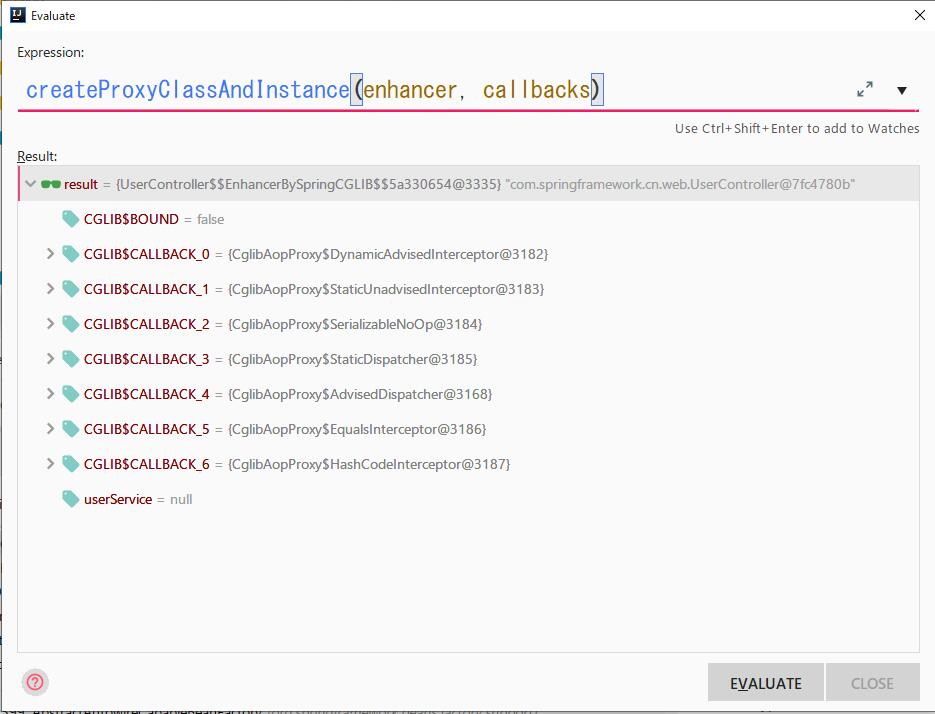 Evaluate
Expression:
createProxyClassAndInstance(enhancer, callbacks)
Use Ctrl+Shift+Enter to add to Watches
Result:
result = {UserController$$EnhancerBySpringCGLIB$$5a330654@3335} "com.springframework.cn.web.UserController@7fc4780b"
CGLIB$BOUND = false
CGLIB$CALLBACK_0 = {CglibAopProxy$DynamicAdvisedInterceptor@3182}
CGLIB$CALLBACK_1 = {CglibAopProxy$StaticUnadvisedInterceptor@3183}
CGLIB$CALLBACK_2 = {CglibAopProxy$SerializableNoOp@3184}
CGLIB$CALLBACK_3 = {CglibAopProxy$StaticDispatcher@3185}
CGLIB$CALLBACK_4 = {CglibAopProxy$AdvisedDispatcher@3168}
CGLIB$CALLBACK_5 = {CglibAopProxy$EqualsInterceptor@3186}
CGLIB$CALLBACK_6 = {CglibAopProxy$HashCodeInterceptor@3187}
userService = null
EVALUATE
CLOSE